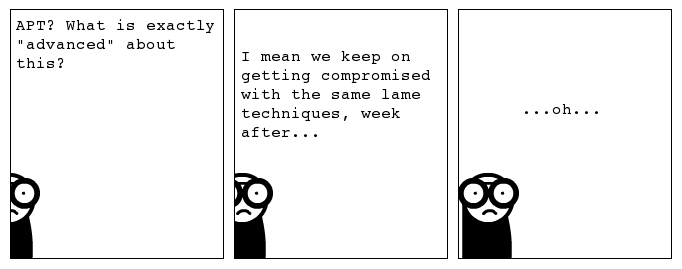 APT? What is exactly
"advanced" about
this?
I mean we keep on
getting compromised
with the same lame
techniques, week
after...
...oh...